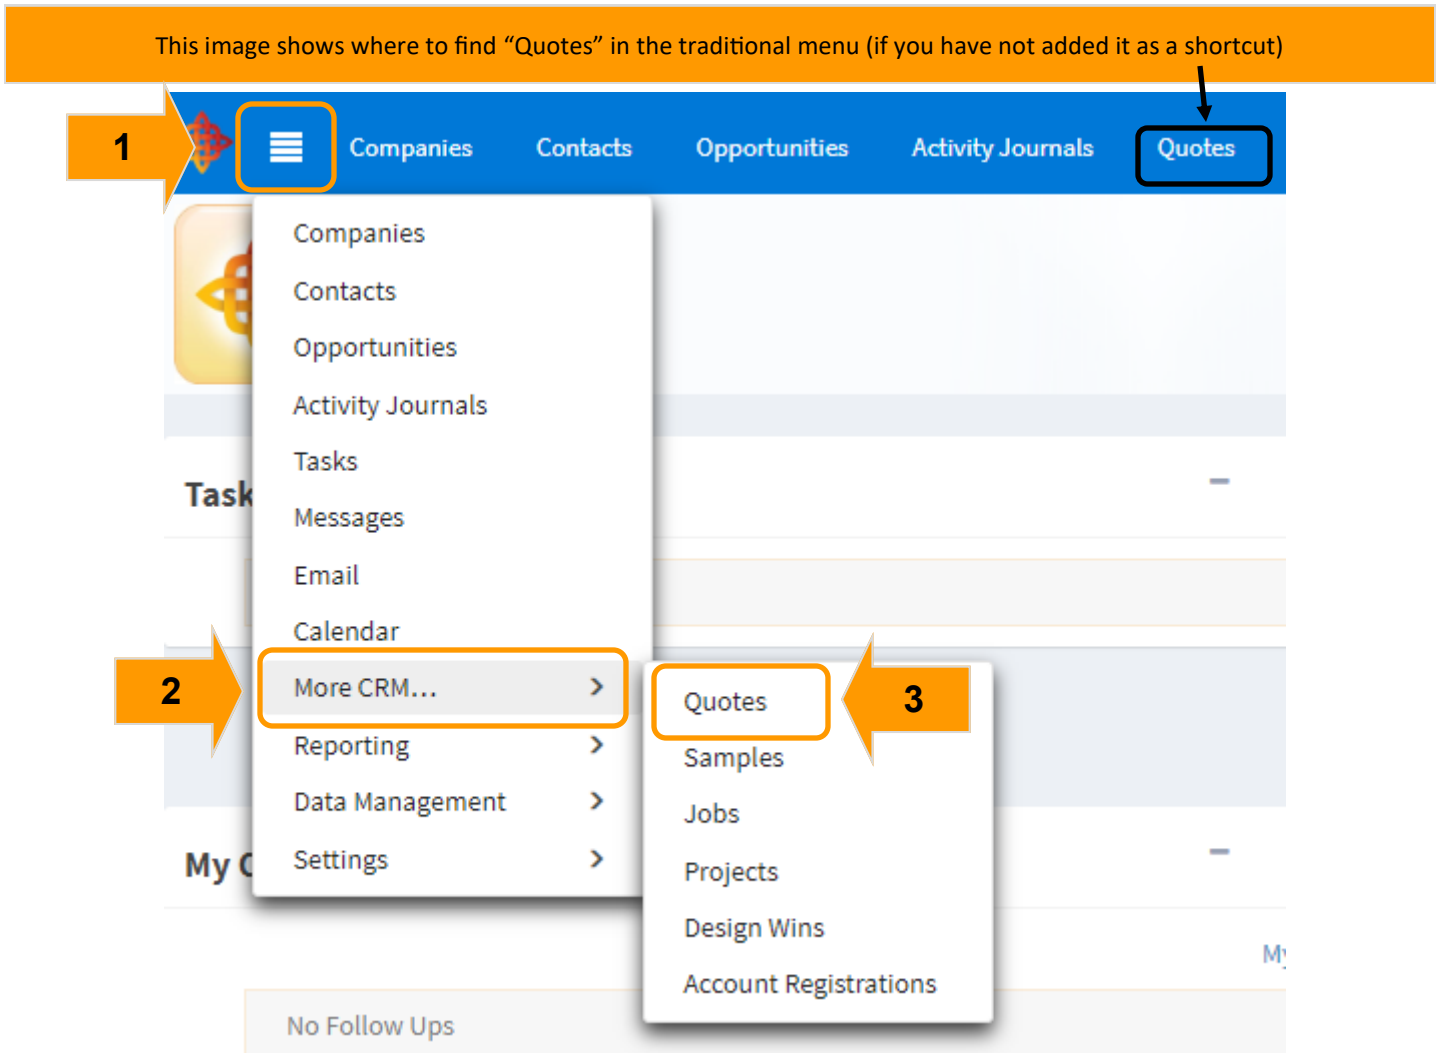 This image shows where to find “Quotes” in the traditional menu (if you have not added it as a shortcut)
1
Companies
Contacts
Opportunities
Activity Journals
Quotes
Companies
Contacts
Opportunities
Activity Journals
Tasks
Task
Messages
Email
Calendar
2
More CRM...
Quotes
3
Reporting
Samples
Data Management
Jobs
Settings
My C
Projects
Design Wins
My
Account Registrations
No Follow Ups